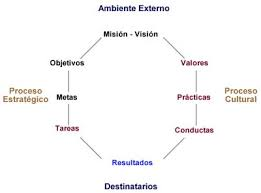 Ambiente Externo
Misión - Visión
Objetivos
Valores
Proceso
Estratégico
Metas
Prácticas
Proceso
Cultural
Tareas
Conductas
Resultados
Destinatarios